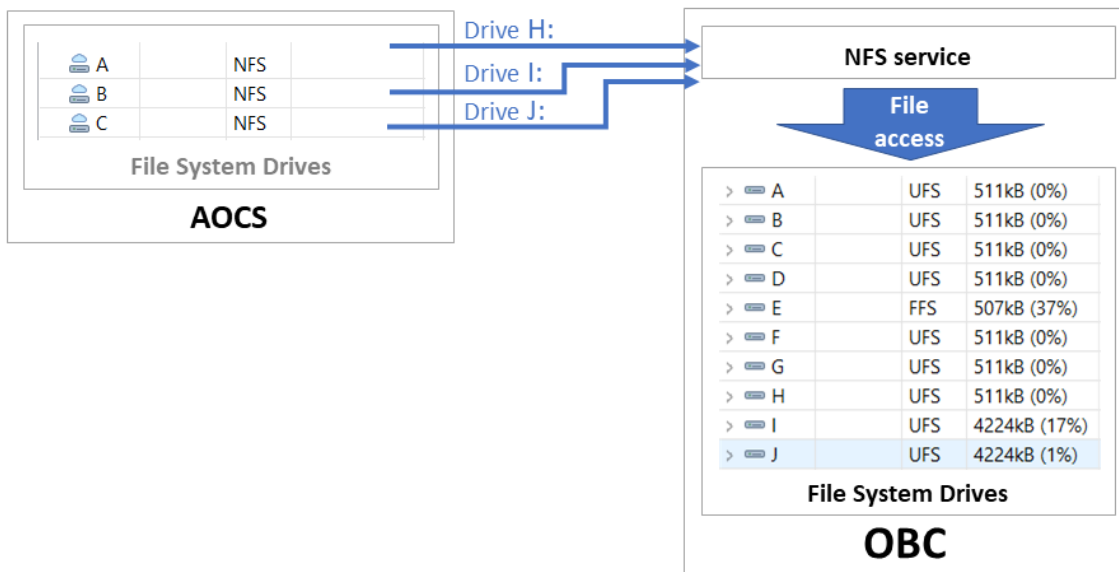 A NFS
B NFS
C NFS
File System Drives
AOCS
Drive H:
Drive I:
Drive J:
NFS service
File
access
A UFS 511kB (0%)
B UFS 511kB (0%)
C UFS 511kB (0%)
D UFS 511kB (0%)
E FFS 507kB (37%)
F UFS 511kB (0%)
G UFS 511kB (0%)
H UFS 511kB (0%)
I UFS 4224kB (17%)
J UFS 4224kB (1%)
File System Drives
OBC